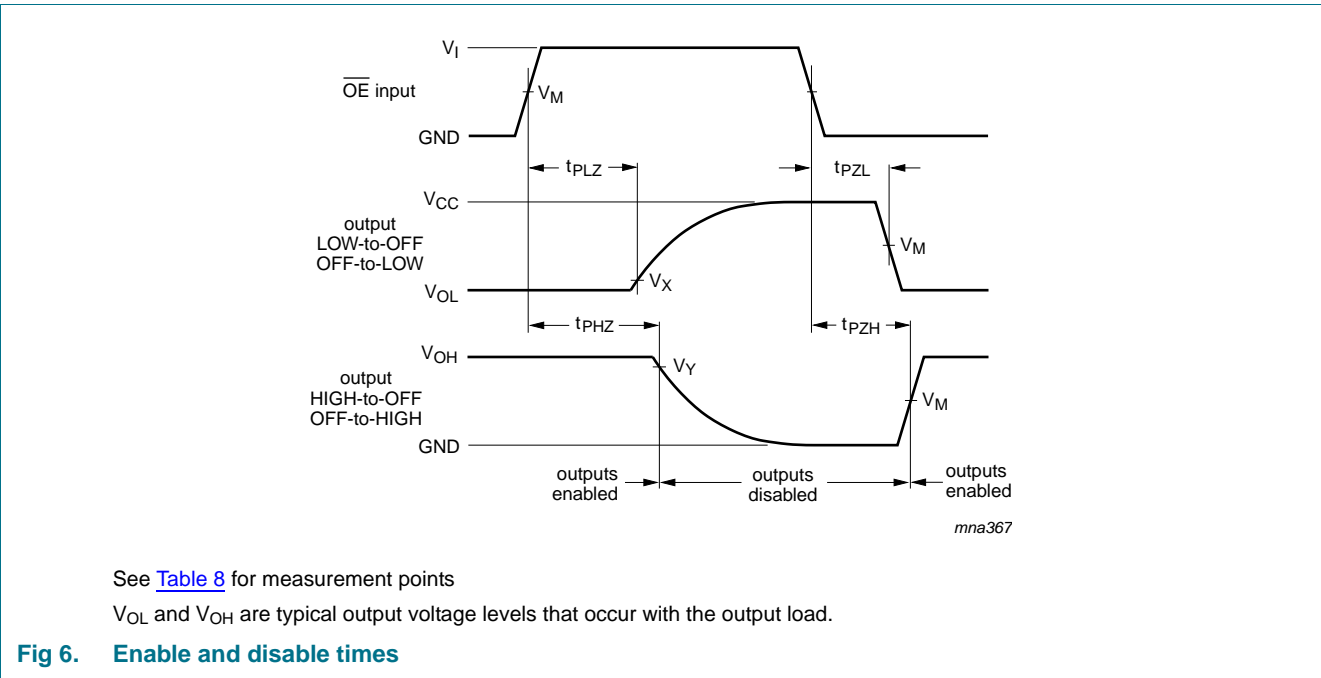 V_I
O̅E̅ input
V_M
GND
t_PLZ
t_PZL
V_CC
output
LOW-to-OFF
OFF-to-LOW
V_M
V_X
V_OL
t_PHZ
t_PZH
V_OH
V_Y
output
HIGH-to-OFF
OFF-to-HIGH
V_M
GND
outputs
enabled
outputs
disabled
outputs
enabled
mna367
See Table 8 for measurement points
V_OL and V_OH are typical output voltage levels that occur with the output load.
Fig 6. Enable and disable times